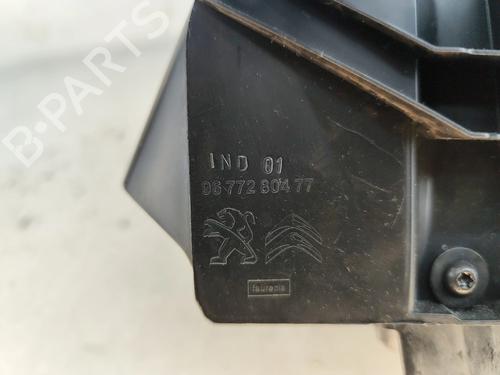 B-PARTS
IND 01
96 772 804 77
faurecia